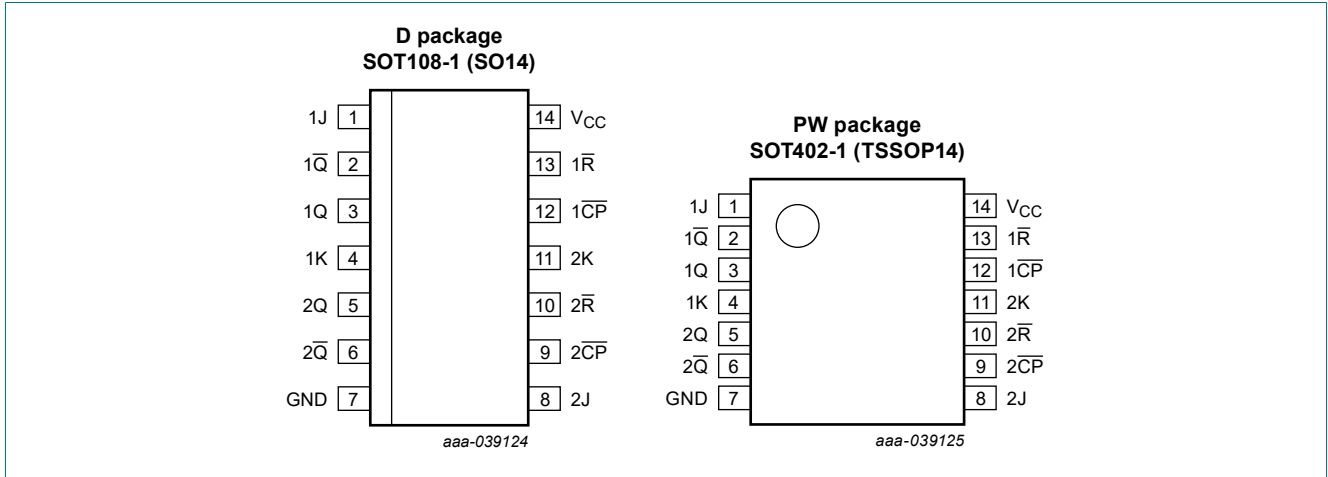 D package
SOT108-1 (SO14)
1J 1
14 VCC
1Q̅ 2
13 1R̅
1Q 3
12 1C̅P̅
1K 4
11 2K
2Q 5
10 2R̅
2Q̅ 6
9 2C̅P̅
GND 7
8 2J
aaa-039124
PW package
SOT402-1 (TSSOP14)
1J 1
14 VCC
1Q̅ 2
13 1R̅
1Q 3
12 1C̅P̅
1K 4
11 2K
2Q 5
10 2R̅
2Q̅ 6
9 2C̅P̅
GND 7
8 2J
aaa-039125